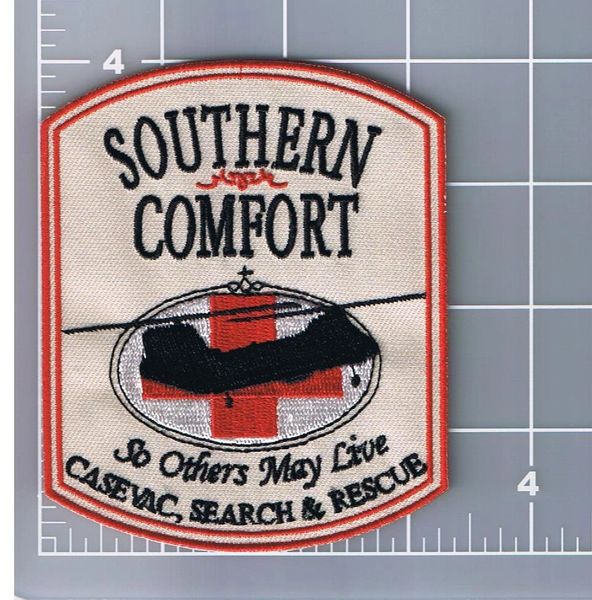 4
SOUTHERN
COMFORT
So Others May Live
CASEVAC, SEARCH & RESCUE
4